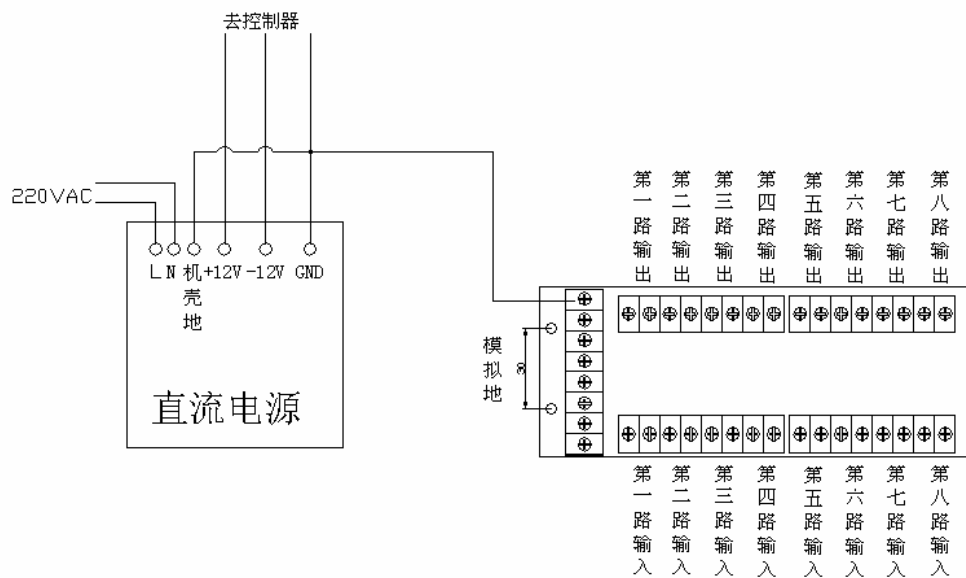 去控制器
220VAC
L N 机壳地 +12V -12V GND
直流电源
模拟地
30
第一路输出
第二路输出
第三路输出
第四路输出
第五路输出
第六路输出
第七路输出
第八路输出
第一路输入
第二路输入
第三路输入
第四路输入
第五路输入
第六路输入
第七路输入
第八路输入